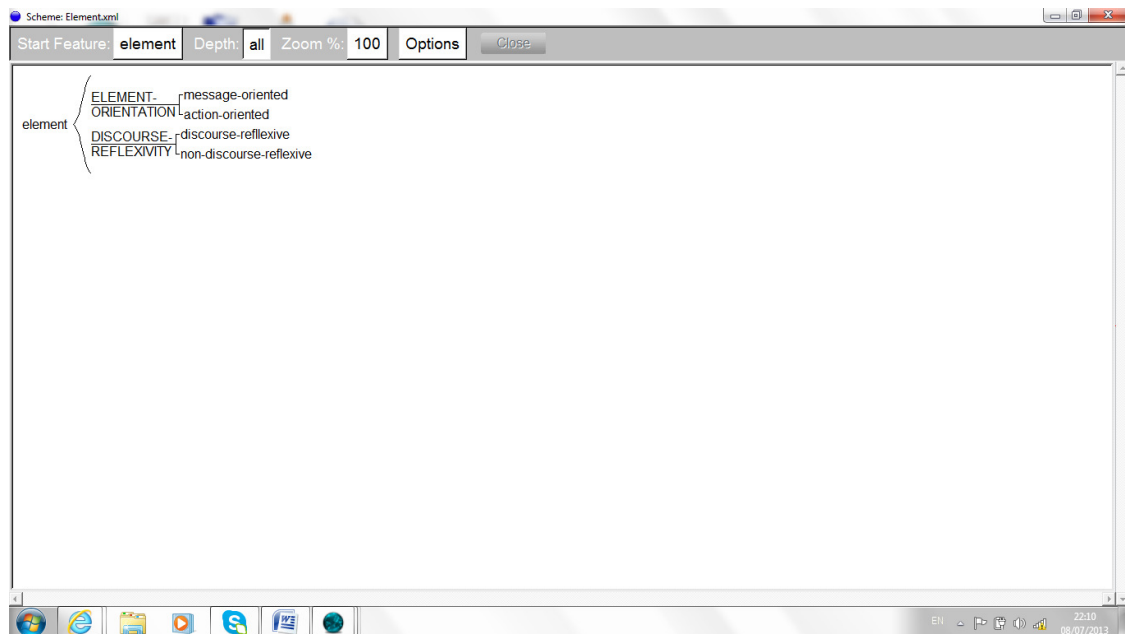 Scheme: Element.xml
Start Feature: element Depth: all Zoom %: 100 Options Close
ELEMENT-
ORIENTATION
message-oriented
action-oriented
element
DISCOURSE-
REFLEXIVITY
discourse-refllexive
non-discourse-reflexive
EN 22:10
08/07/2013